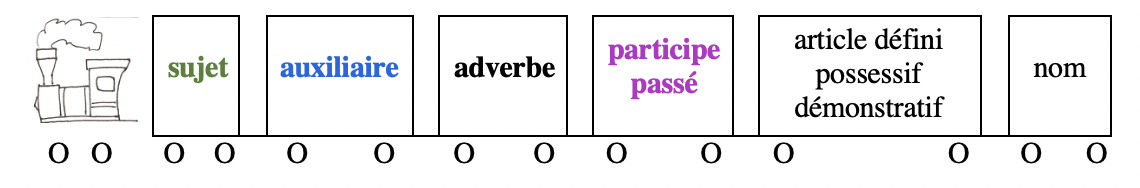 sujet
auxiliaire
adverbe
participe
passé
article défini
possessif
démonstratif
nom
O O O O O O O O O O O O O O